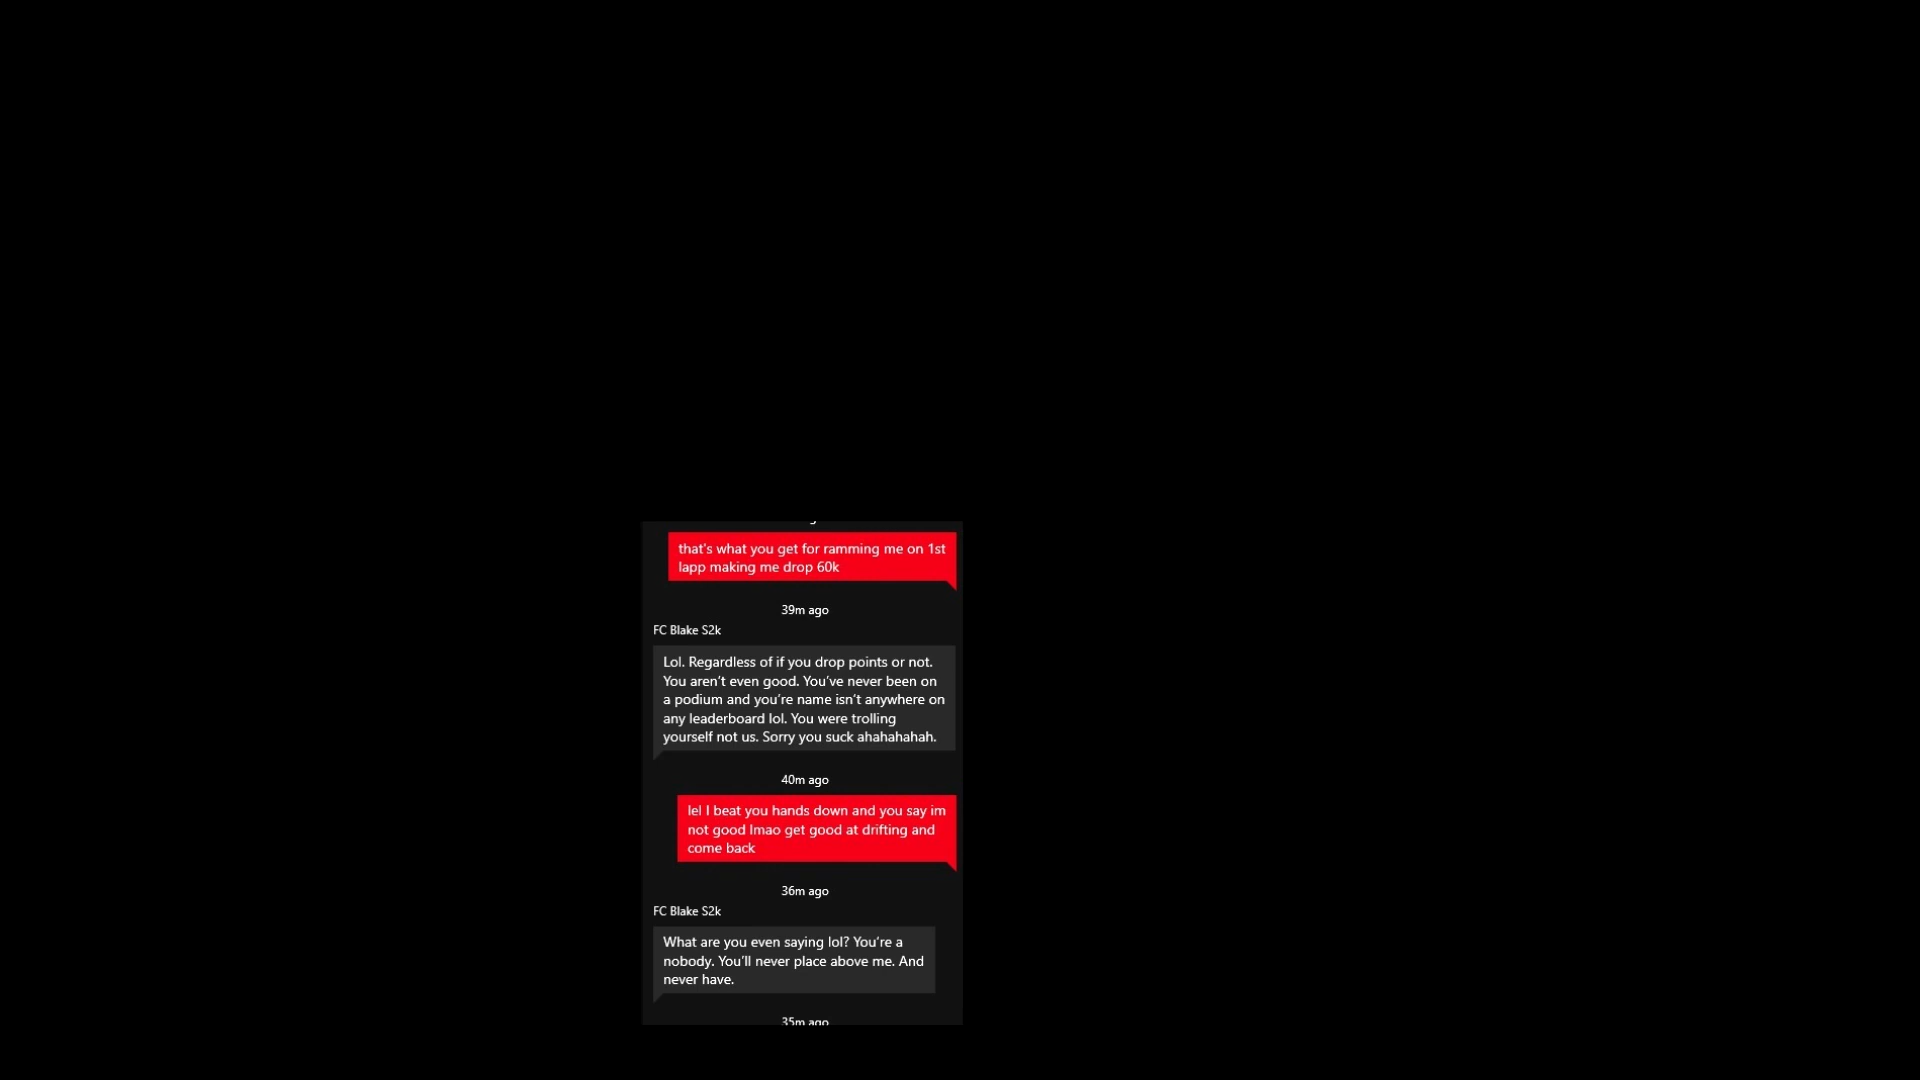 that's what you get for ramming me on 1st
lapp making me drop 60k
39m ago
FC Blake S2k
Lol. Regardless of if you drop points or not.
You aren't even good. You've never been on
a podium and you're name isn't anywhere on
any leaderboard lol. You were trolling
yourself not us. Sorry you suck ahahahahah.
40m ago
lel I beat you hands down and you say im
not good lmao get good at drifting and
come back
36m ago
FC Blake S2k
What are you even saying lol? You're a
nobody. You'll never place above me. And
never have.
35m ago